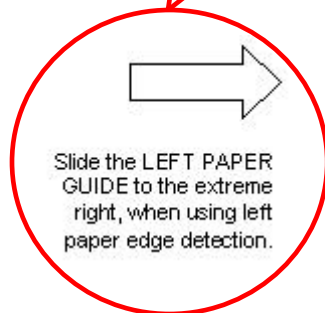 Slide the LEFT PAPER
GUIDE to the extreme
right, when using left
paper edge detection.